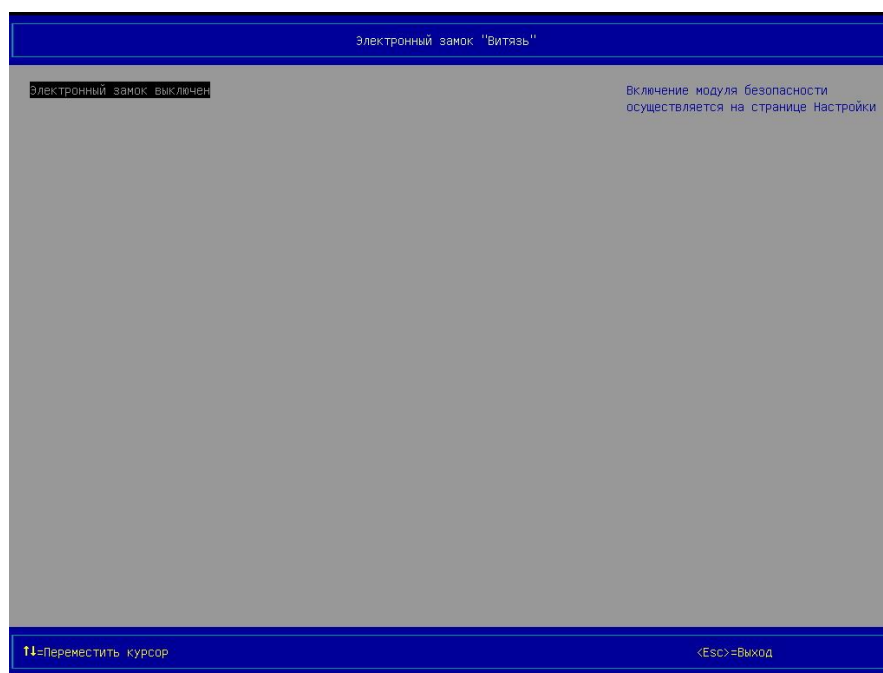 Электронный замок "Витязь"
Электронный замок выключен
Включение модуля безопасности
осуществляется на странице Настройки
↑↓=Переместить курсор
<Esc>=Выход